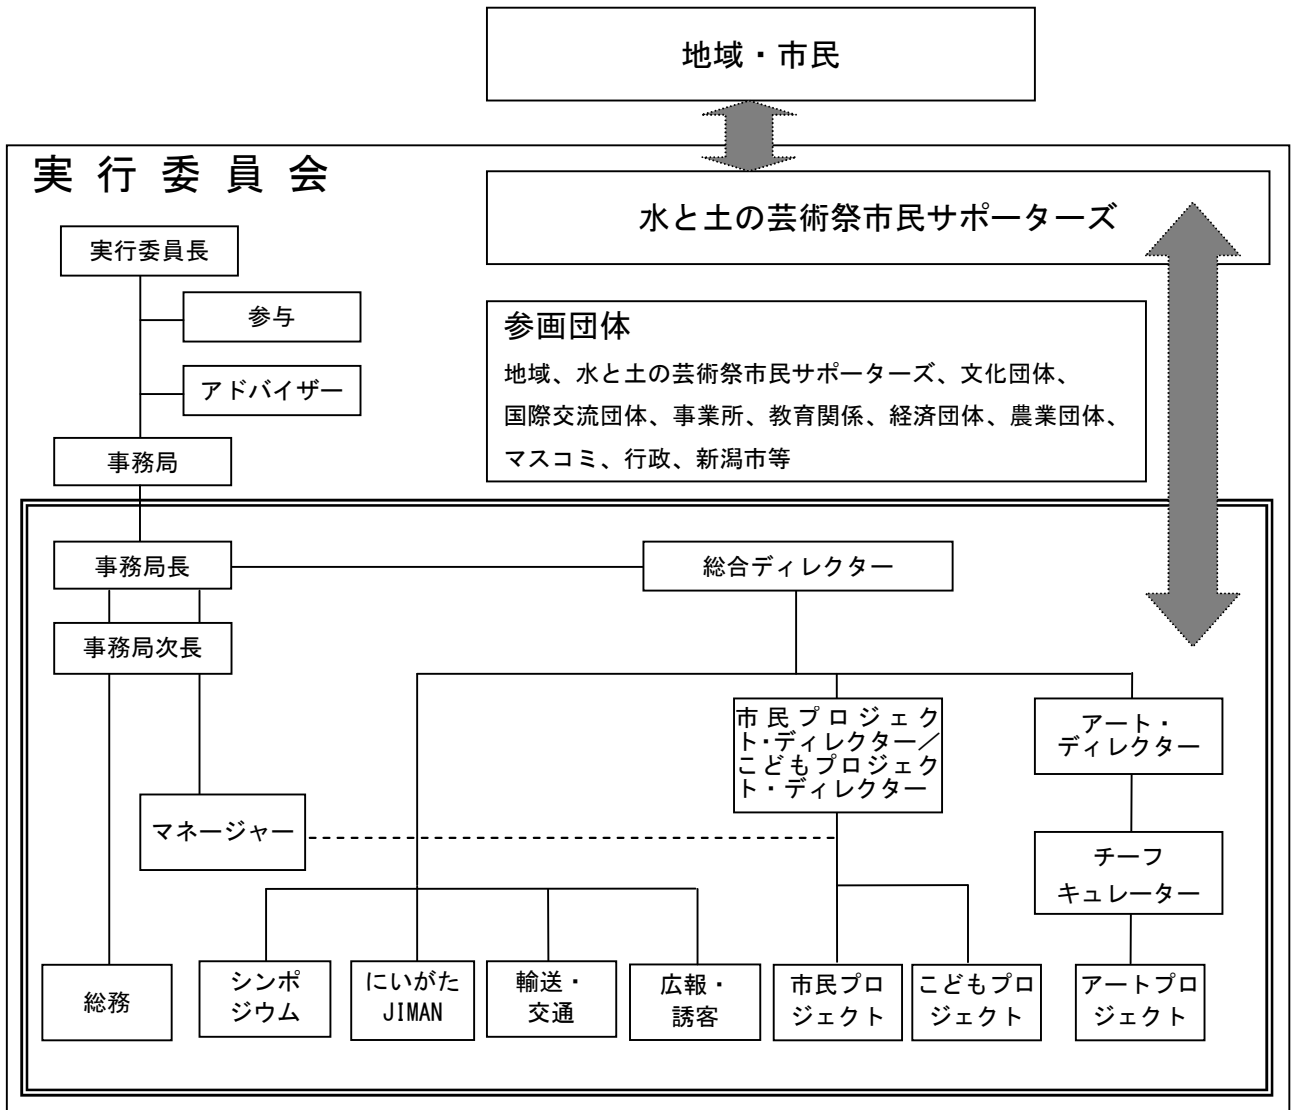 地域・市民
実行委員会
水と土の芸術祭市民サポーターズ
実行委員長
参与
アドバイザー
事務局
参画団体
地域、水と土の芸術祭市民サポーターズ、文化団体、
国際交流団体、事業所、教育関係、経済団体、農業団体、
マスコミ、行政、新潟市等
事務局長
総合ディレクター
事務局次長
市民プロジェク
ト・ディレクター／
こどもプロジェク
ト・ディレクター
アート・
ディレクター
マネージャー
チーフ
キュレーター
総務
シンポ
ジウム
にいがた
JIMAN
輸送・
交通
広報・
誘客
市民プロ
ジェクト
こどもプロ
ジェクト
アートプロ
ジェクト